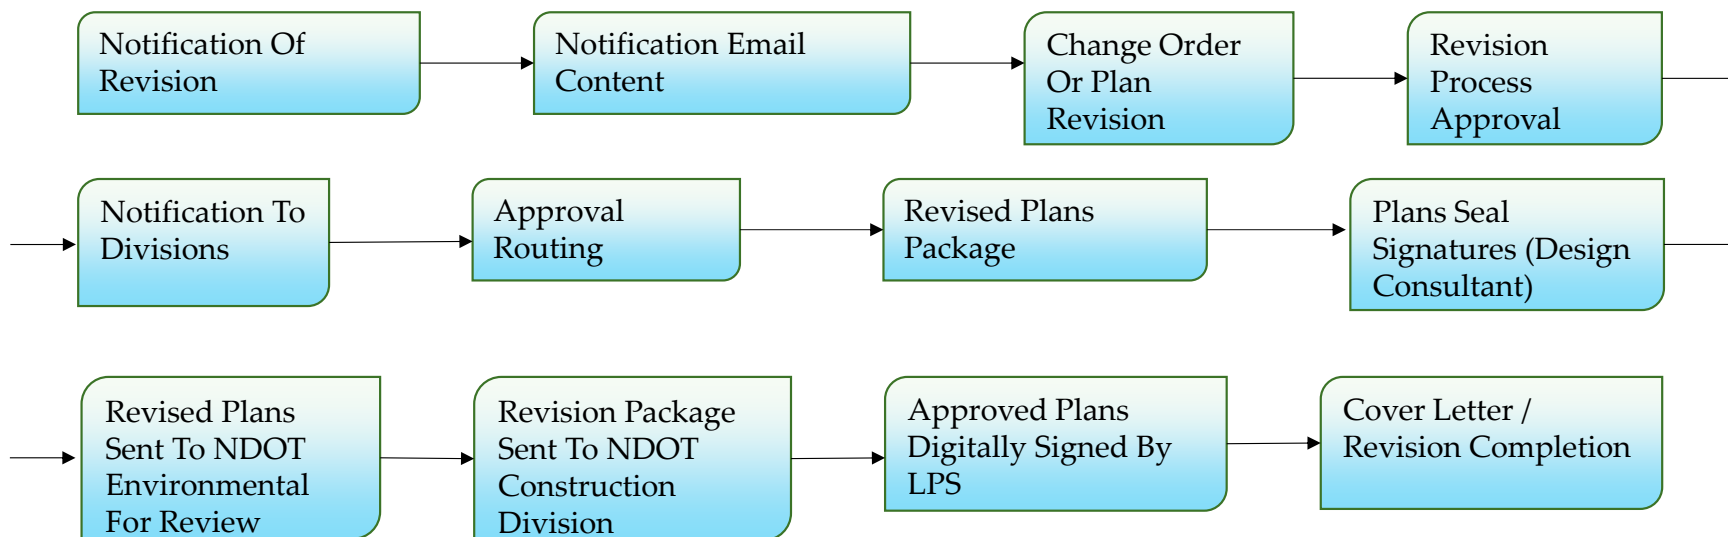 Notification Of
Revision
Notification Email
Content
Change Order
Or Plan
Revision
Revision
Process
Approval
Notification To
Divisions
Approval
Routing
Revised Plans
Package
Plans Seal
Signatures (Design
Consultant)
Revised Plans
Sent To NDOT
Environmental
For Review
Revision Package
Sent To NDOT
Construction
Division
Approved Plans
Digitally Signed By
LPS
Cover Letter /
Revision Completion